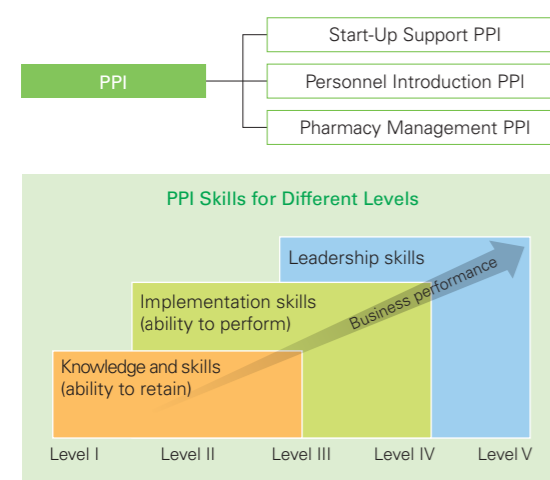 PPI
Start-Up Support PPI
Personnel Introduction PPI
Pharmacy Management PPI
PPI Skills for Different Levels
Leadership skills
Business performance
Implementation skills
(ability to perform)
Knowledge and skills
(ability to retain)
Level I Level II Level III Level IV Level V